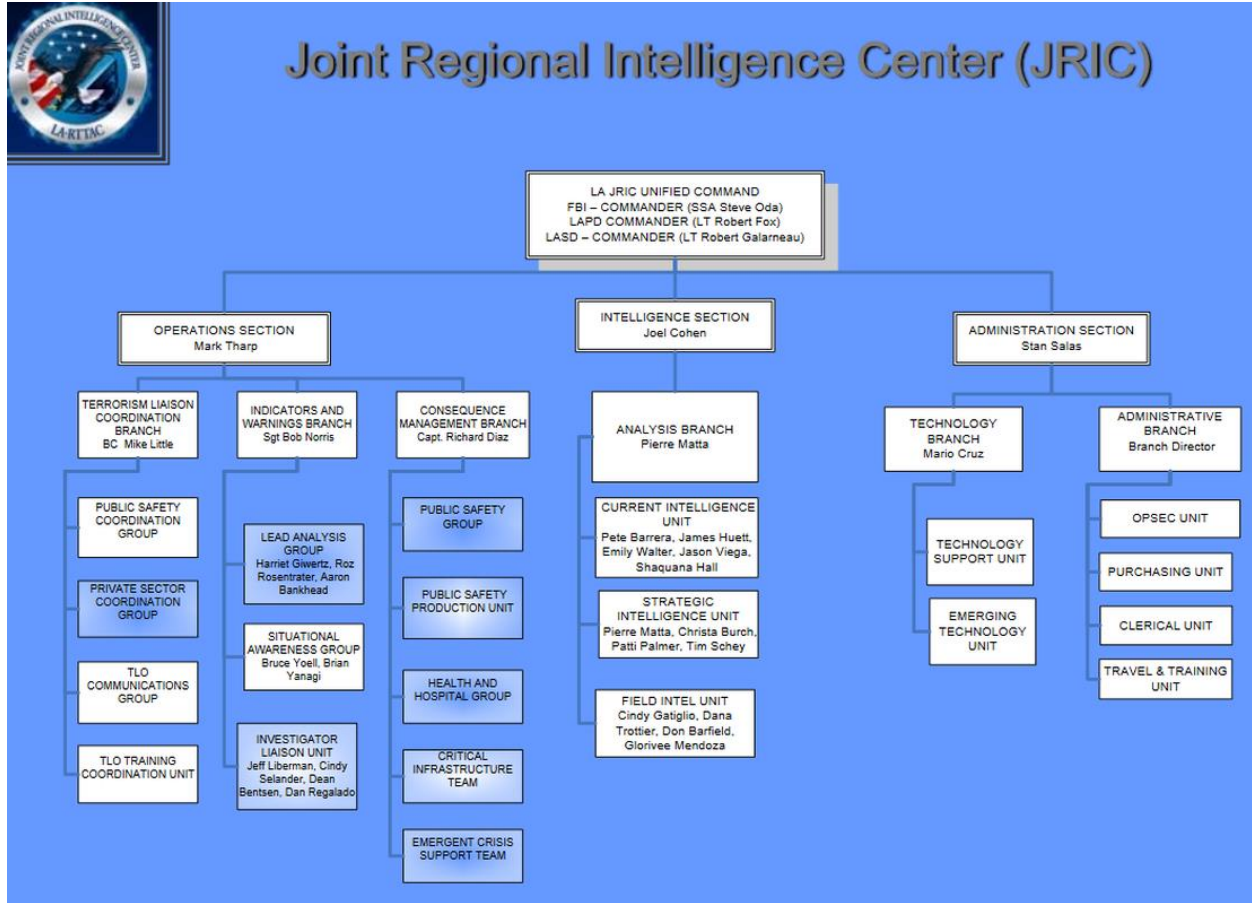 JOINT REGIONAL INTELLIGENCE CENTER
LA-RTTAC
Joint Regional Intelligence Center (JRIC)
LA JRIC UNIFIED COMMAND
FBI – COMMANDER (SSA Steve Oda)
LAPD COMMANDER (LT Robert Fox)
LASD – COMMANDER (LT Robert Galarneau)
OPERATIONS SECTION
Mark Tharp
INTELLIGENCE SECTION
Joel Cohen
ADMINISTRATION SECTION
Stan Salas
TERRORISM LIAISON
COORDINATION
BRANCH
BC Mike Little
PUBLIC SAFETY
COORDINATION
GROUP
PRIVATE SECTOR
COORDINATION
GROUP
TLO
COMMUNICATIONS
GROUP
TLO TRAINING
COORDINATION UNIT
INDICATORS AND
WARNINGS BRANCH
Sgt Bob Norris
LEAD ANALYSIS
GROUP
Harriet Giwertz, Roz
Rosentrater, Aaron
Bankhead
SITUATIONAL
AWARENESS GROUP
Bruce Yoell, Brian
Yanagi
INVESTIGATOR
LIAISON UNIT
Jeff Liberman, Cindy
Selander, Dean
Bentsen, Dan Regalado
CONSEQUENCE
MANAGEMENT BRANCH
Capt. Richard Diaz
PUBLIC SAFETY
GROUP
PUBLIC SAFETY
PRODUCTION UNIT
HEALTH AND
HOSPITAL GROUP
CRITICAL
INFRASTRUCTURE
TEAM
EMERGENT CRISIS
SUPPORT TEAM
ANALYSIS BRANCH
Pierre Matta
CURRENT INTELLIGENCE
UNIT
Pete Barrera, James Huett,
Emily Walter, Jason Viega,
Shaquana Hall
STRATEGIC
INTELLIGENCE UNIT
Pierre Matta, Christa Burch,
Patti Palmer, Tim Schey
FIELD INTEL UNIT
Cindy Gatiglio, Dana
Trottier, Don Barfield,
Glorivee Mendoza
TECHNOLOGY
BRANCH
Mario Cruz
TECHNOLOGY
SUPPORT UNIT
EMERGING
TECHNOLOGY
UNIT
ADMINISTRATIVE
BRANCH
Branch Director
OPSEC UNIT
PURCHASING UNIT
CLERICAL UNIT
TRAVEL & TRAINING
UNIT